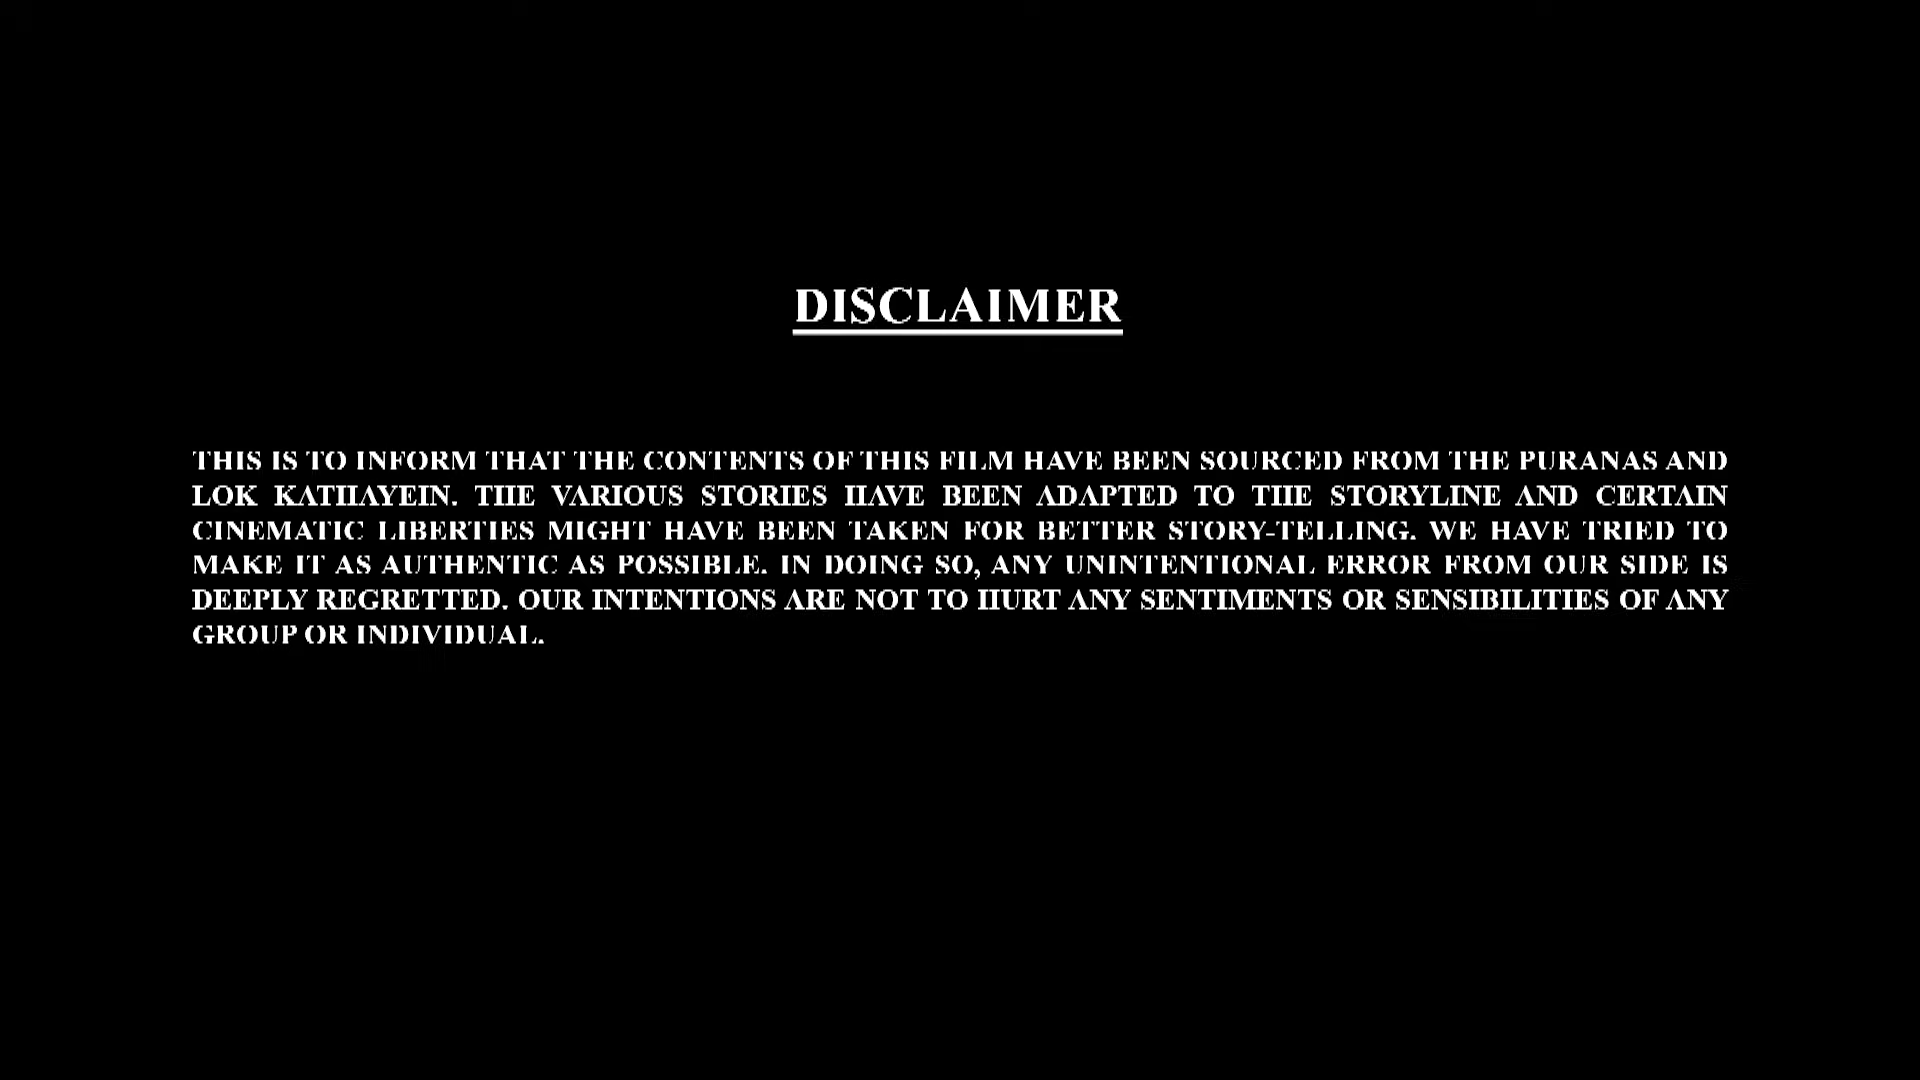 DISCLAIMER
THIS IS TO INFORM THAT THE CONTENTS OF THIS FILM HAVE BEEN SOURCED FROM THE PURANAS AND
LOK KATHAYEIN. THE VARIOUS STORIES HAVE BEEN ADAPTED TO THE STORYLINE AND CERTAIN
CINEMATIC LIBERTIES MIGHT HAVE BEEN TAKEN FOR BETTER STORY-TELLING. WE HAVE TRIED TO
MAKE IT AS AUTHENTIC AS POSSIBLE. IN DOING SO, ANY UNINTENTIONAL ERROR FROM OUR SIDE IS
DEEPLY REGRETTED. OUR INTENTIONS ARE NOT TO HURT ANY SENTIMENTS OR SENSIBILITIES OF ANY
GROUP OR INDIVIDUAL.